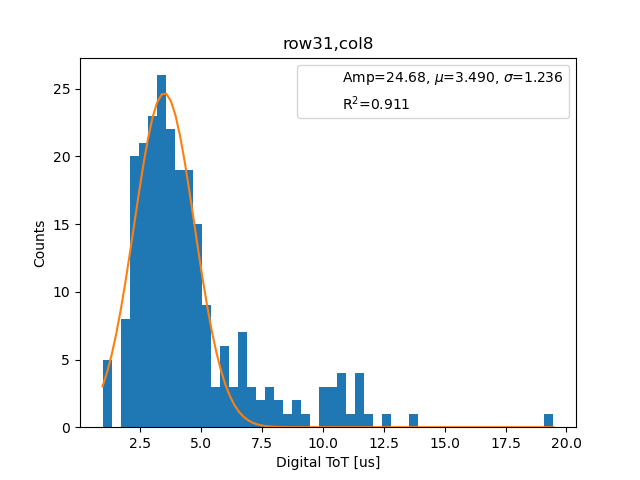 row31,col8
Amp=24.68, μ=3.490, σ=1.236
R²=0.911
Counts
25
20
15
10
5
0
2.5 5.0 7.5 10.0 12.5 15.0 17.5 20.0
Digital ToT [us]